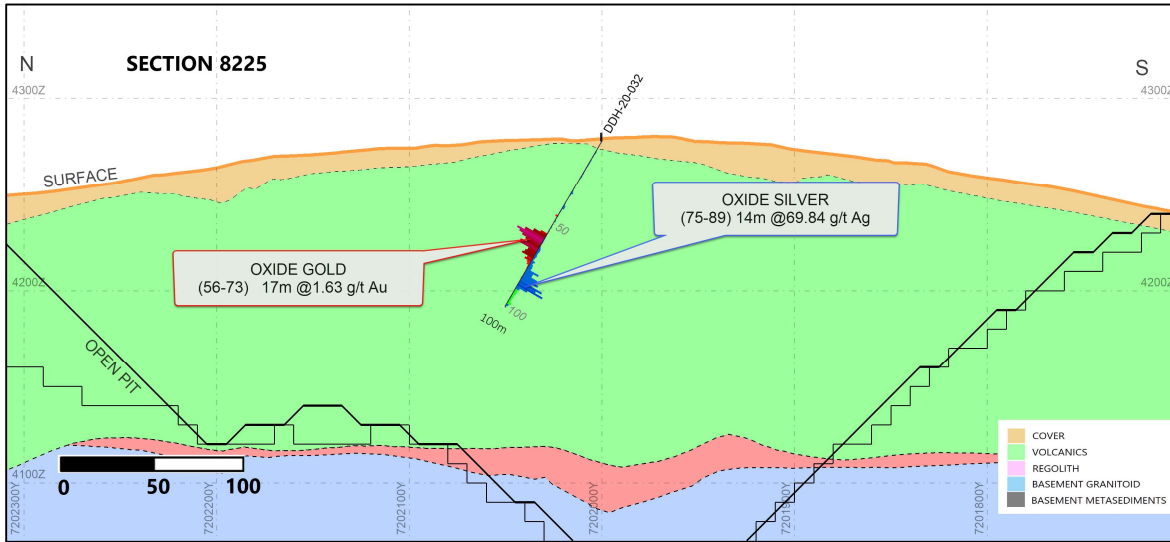 N
SECTION 8225
S
4300Z
4300Z
DDH-20-032
SURFACE
OXIDE SILVER
(75-89) 14m @69.84 g/t Ag
50
OXIDE GOLD
(56-73) 17m @1.63 g/t Au
4200Z
4200Z
100
100m
OPEN PIT
COVER
VOLCANICS
REGOLITH
BASEMENT GRANITOID
BASEMENT METASEDIMENTS
4100Z
0 50 100
7202300Y
7202200Y
7202100Y
7202000Y
7201900Y
7201800Y